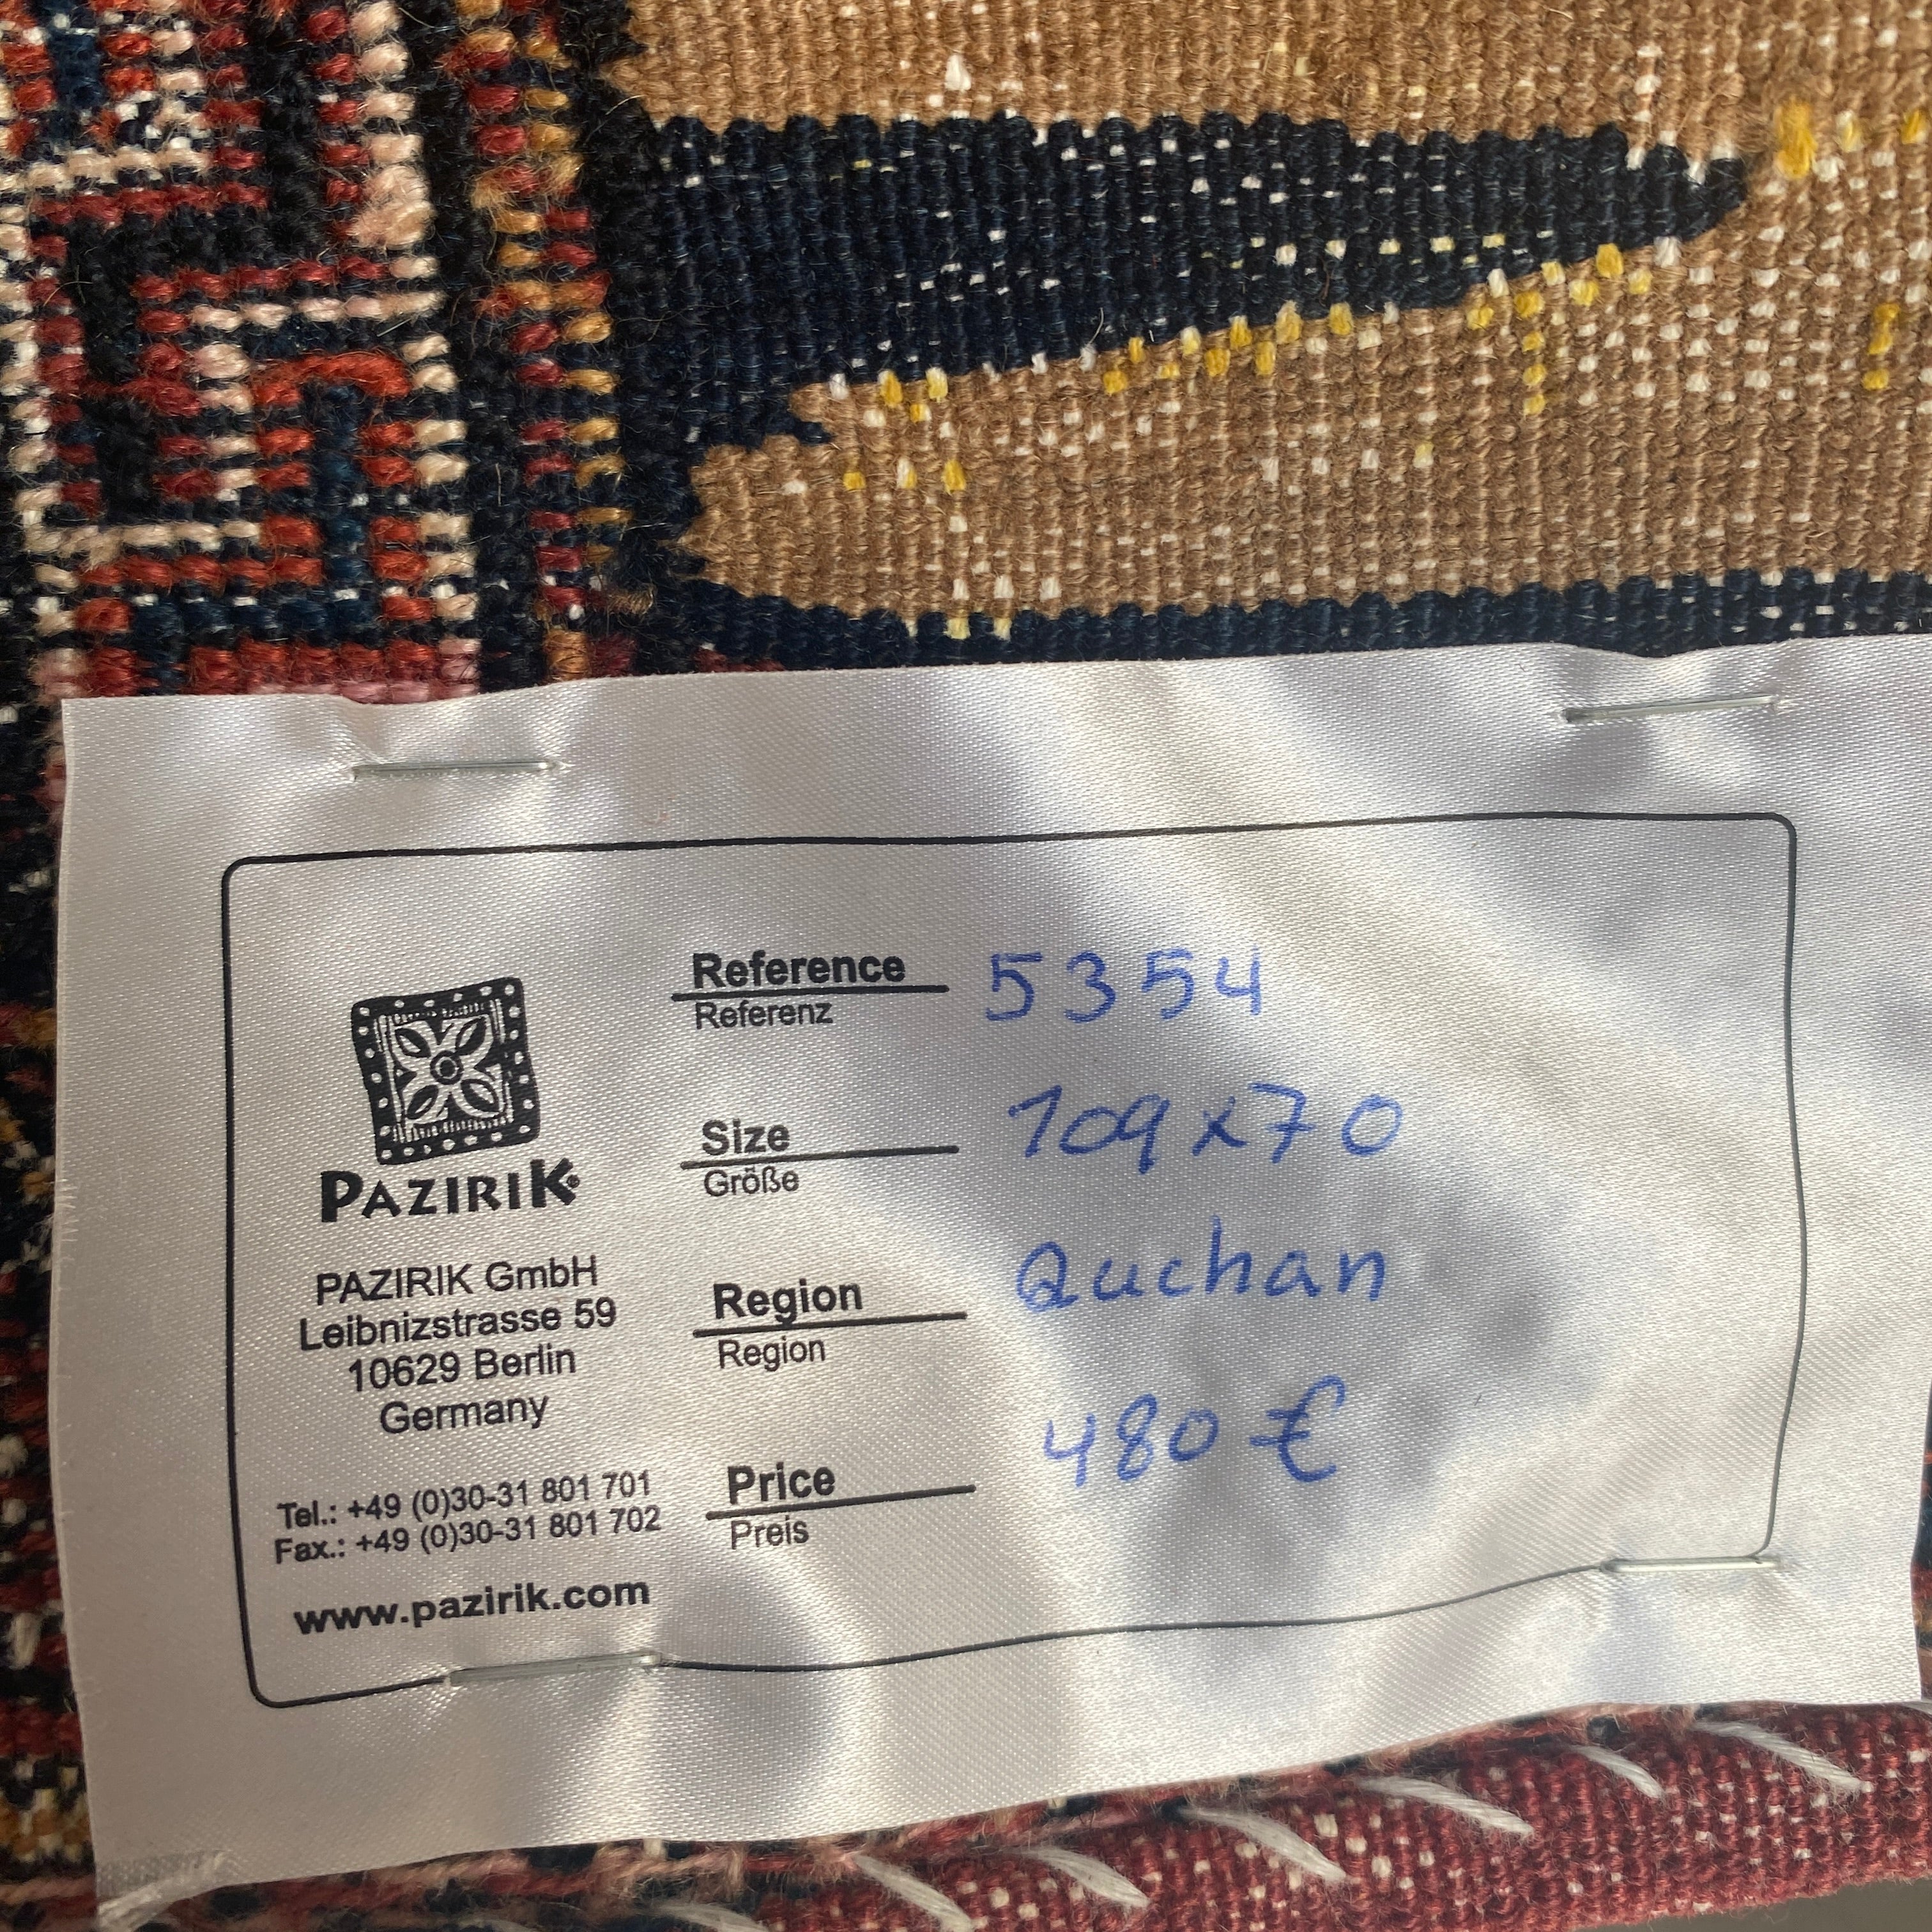 PAZIRIK
PAZIRIK GmbH
Leibnizstrasse 59
10629 Berlin
Germany
Tel.: +49 (0)30-31 801 701
Fax.: +49 (0)30-31 801 702
www.pazirik.com
Reference 5354
Referenz
Size 109x70
Größe
Region Quchan
Region
Price 480 €
Preis